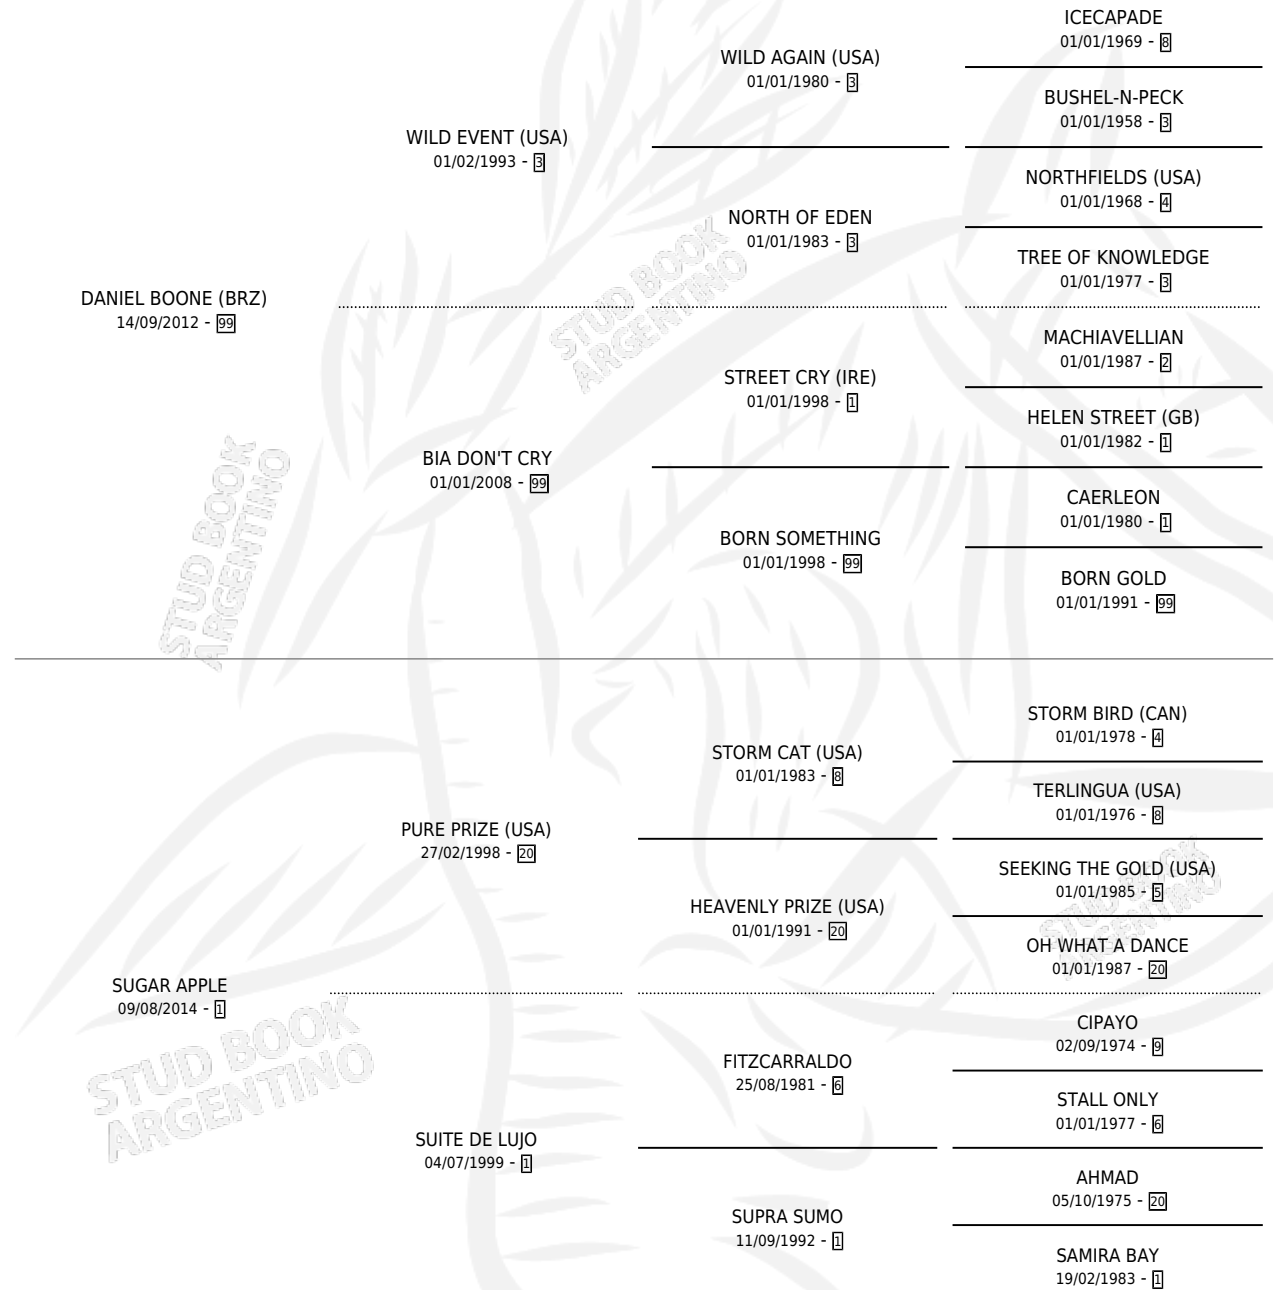 ICECAPADE
01/01/1969 - 8
WILD AGAIN (USA)
01/01/1980 - 3
BUSHEL-N-PECK
01/01/1958 - 3
WILD EVENT (USA)
01/02/1993 - 3
NORTHFIELDS (USA)
01/01/1968 - 4
NORTH OF EDEN
01/01/1983 - 3
TREE OF KNOWLEDGE
01/01/1977 - 3
DANIEL BOONE (BRZ)
14/09/2012 - 99
MACHIAVELLIAN
01/01/1987 - 2
STREET CRY (IRE)
01/01/1998 - 1
HELEN STREET (GB)
01/01/1982 - 1
BIA DON'T CRY
01/01/2008 - 99
CAERLEON
01/01/1980 - 1
BORN SOMETHING
01/01/1998 - 99
BORN GOLD
01/01/1991 - 99
STORM BIRD (CAN)
01/01/1978 - 4
STORM CAT (USA)
01/01/1983 - 8
TERLINGUA (USA)
01/01/1976 - 8
PURE PRIZE (USA)
27/02/1998 - 20
SEEKING THE GOLD (USA)
01/01/1985 - 5
HEAVENLY PRIZE (USA)
01/01/1991 - 20
OH WHAT A DANCE
01/01/1987 - 20
SUGAR APPLE
09/08/2014 - 1
CIPAYO
02/09/1974 - 9
FITZCARRALDO
25/08/1981 - 6
STALL ONLY
01/01/1977 - 6
SUITE DE LUJO
04/07/1999 - 1
AHMAD
05/10/1975 - 20
SUPRA SUMO
11/09/1992 - 1
SAMIRA BAY
19/02/1983 - 1
STUD BOOK
ARGENTINO
STUD BOOK
ARGENTINO
STUD BOOK
ARGENTINO
STUD BOOK
ARGENTINO